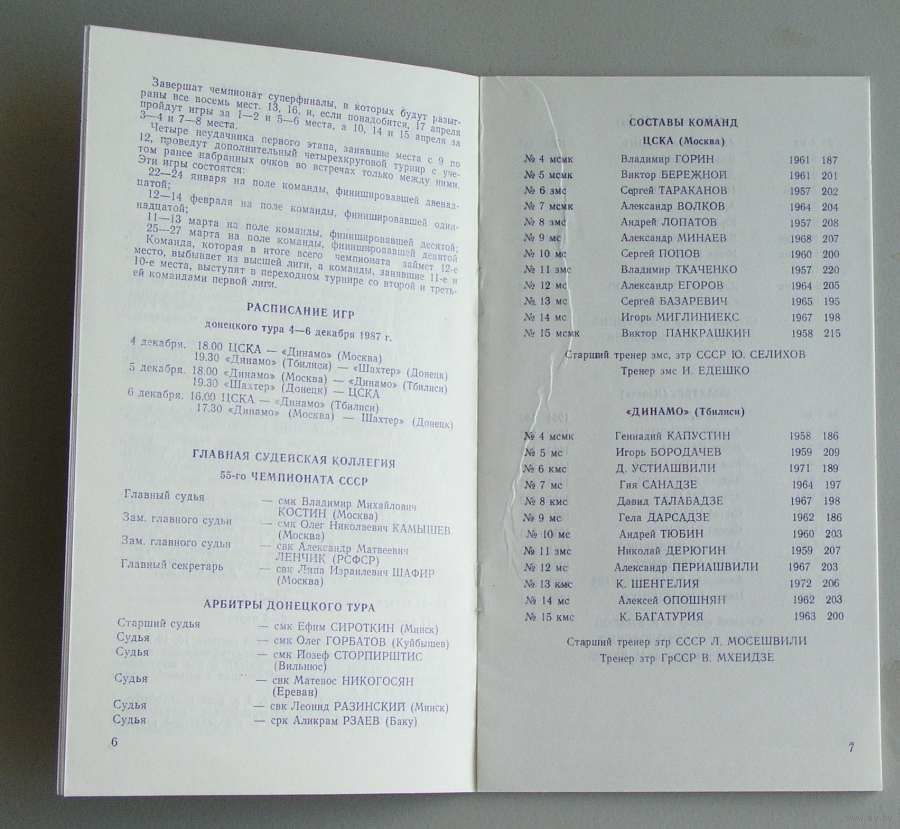 Завершат чемпионат суперфиналы, в которых будут разыг-
раны все восемь мест. 13, 16, и, если понадобится, 17 апреля
пройдут игры за 1—2 и 5—6 места, а 10, 14 и 15 апреля за
3—4 и 7—8 места.
Четыре неудачника первого этапа, занявшие места с 9 по
12, проведут дополнительный четырехкруговой турнир с уче-
том ранее набранных очков во встречах только между ними.
Эти игры состоятся:
22—24 января на поле команды, финишировавшей двенад-
цатой;
12—14 февраля на поле команды, финишировавшей один-
надцатой;
11—13 марта на поле команды, финишировавшей десятой;
25—27 марта на поле команды, финишировавшей девятой
Команда, которая в итоге всего чемпионата займет 12-е
место, выбывает из высшей лиги, а команды, занявшие 11-е и
10-е места, выступят в переходном турнире со второй и треть-
ей командами первой лиги.
РАСПИСАНИЕ ИГР
донецкого тура 4—6 декабря 1987 г.
4 декабря. 18.00 ЦСКА — «Динамо» (Москва)
19.30 «Динамо» (Тбилиси) — «Шахтер» (Донецк)
5 декабря. 18.00 «Динамо» (Москва) — «Динамо» (Тбилиси)
19.30 «Шахтер» (Донецк) — ЦСКА
6 декабря. 16.00 ЦСКА — «Динамо» (Тбилиси)
17.30 «Динамо» (Москва) — Шахтер» (Донецк)
ГЛАВНАЯ СУДЕЙСКАЯ КОЛЛЕГИЯ
55-го ЧЕМПИОНАТА СССР
Главный судья — смк Владимир Михайлович
КОСТИН (Москва)
Зам. главного судьи — смк Олег Николаевич КАМЫШЕВ
(Москва)
Зам. главного судьи — свк Александр Матвеевич
ЛЕНЧИК (РСФСР)
Главный секретарь — свк Липа Израилевич ШАФИР
(Москва)
АРБИТРЫ ДОНЕЦКОГО ТУРА
Старший судья — смк Ефим СИРОТКИН (Минск)
Судья — смк Олег ГОРБАТОВ (Куйбышев)
Судья — смк Йозеф СТОРПИРШТИС
(Вильнюс)
Судья — свк Матевос НИКОГОСЯН
(Ереван)
Судья — свк Леонид РАЗИНСКИЙ (Минск)
Судья — срк Аликрам РЗАЕВ (Баку)
6
СОСТАВЫ КОМАНД
ЦСКА (Москва)
№ 4 мсмк Владимир ГОРИН 1961 187
№ 5 мсмк Виктор БЕРЕЖНОЙ 1961 201
№ 6 змс Сергей ТАРАКАНОВ 1957 202
№ 7 мсмк Александр ВОЛКОВ 1964 204
№ 8 змс Андрей ЛОПАТОВ 1957 208
№ 9 мс Александр МИНАЕВ 1968 207
№ 10 мс Сергей ПОПОВ 1960 200
№ 11 змс Владимир ТКАЧЕНКО 1957 220
№ 12 мс Александр ЕГОРОВ 1964 205
№ 13 мс Сергей БАЗАРЕВИЧ 1965 195
№ 14 мс Игорь МИГЛИНИЕКС 1967 198
№ 15 мсмк Виктор ПАНКРАШКИН 1958 215
Старший тренер змс, зтр СССР Ю. СЕЛИХОВ
Тренер змс И. ЕДЕШКО
«ДИНАМО» (Тбилиси)
№ 4 мсмк Геннадий КАПУСТИН 1958 186
№ 5 мс Игорь БОРОДАЧЕВ 1959 209
№ 6 кмс Д. УСТИАШВИЛИ 1971 189
№ 7 мс Гия САНАДЗЕ 1964 197
№ 8 кмс Давид ТАЛАБАДЗЕ 1967 198
№ 9 мс Гела ДАРСАДЗЕ 1962 186
№ 10 мс Андрей ТЮБИН 1960 203
№ 11 змс Николай ДЕРЮГИН 1959 207
№ 12 мс Александр ПЕРИАШВИЛИ 1967 203
№ 13 кмс К. ШЕНГЕЛИЯ 1972 206
№ 14 мс Алексей ОПОШНЯН 1962 203
№ 15 кмс К. БАГАТУРИЯ 1963 200
Старший тренер зтр СССР Л. МОСЕШВИЛИ
Тренер зтр ГрССР В. МХЕИДЗЕ
7